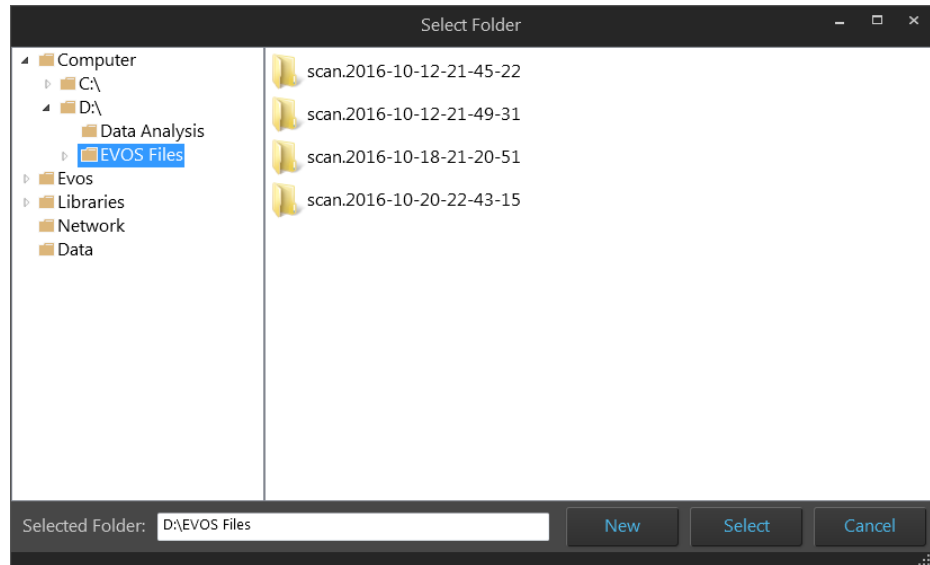 Select Folder
Computer
C:\
D:\
Data Analysis
EVOS Files
Evos
Libraries
Network
Data
scan.2016-10-12-21-45-22
scan.2016-10-12-21-49-31
scan.2016-10-18-21-20-51
scan.2016-10-20-22-43-15
Selected Folder: D:\EVOS Files New Select Cancel